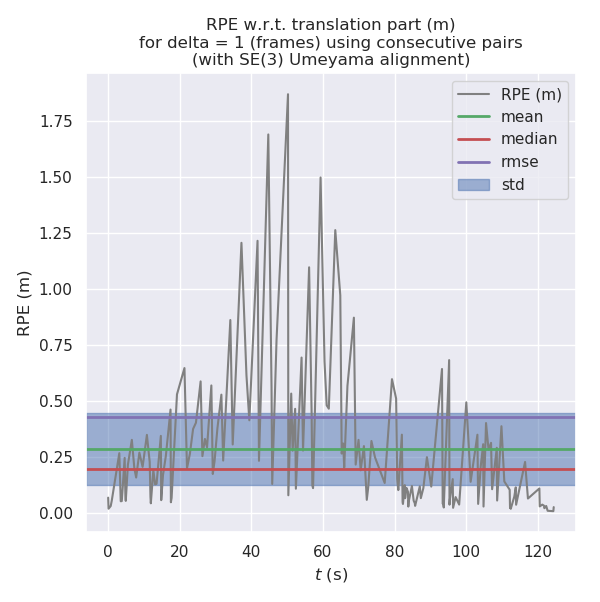 RPE w.r.t. translation part (m)
for delta = 1 (frames) using consecutive pairs
(with SE(3) Umeyama alignment)
RPE (m)
mean
median
rmse
std
1.75
1.50
1.25
1.00
0.75
0.50
0.25
0.00
RPE (m)
0 20 40 60 80 100 120
t (s)